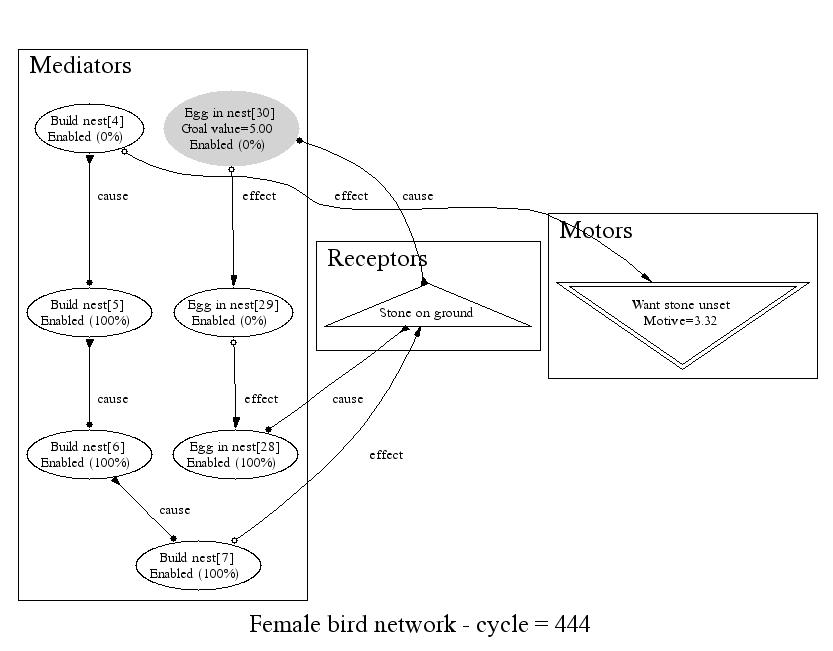 Mediators
Build nest[4]
Enabled (0%)
Egg in nest[30]
Goal value=5.00
Enabled (0%)
cause
effect
effect
cause
Receptors
Stone on ground
Motors
Want stone unset
Motive=3.32
Build nest[5]
Enabled (100%)
Egg in nest[29]
Enabled (0%)
cause
effect
cause
Build nest[6]
Enabled (100%)
Egg in nest[28]
Enabled (100%)
effect
cause
Build nest[7]
Enabled (100%)
Female bird network - cycle = 444